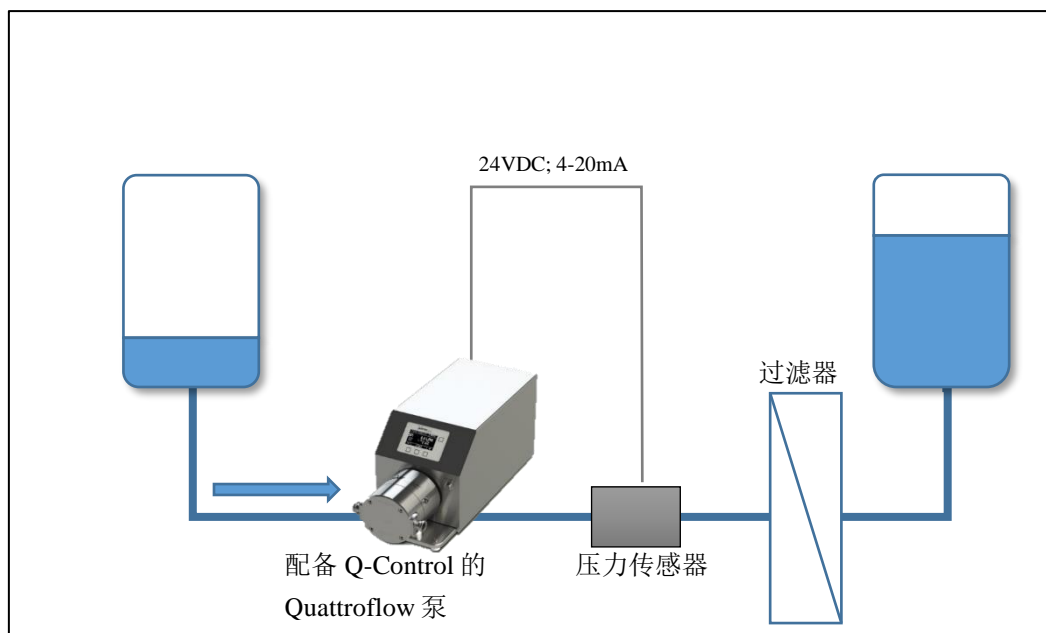 24VDC; 4-20mA
过滤器
配备 Q-Control 的
Quattroflow 泵
压力传感器